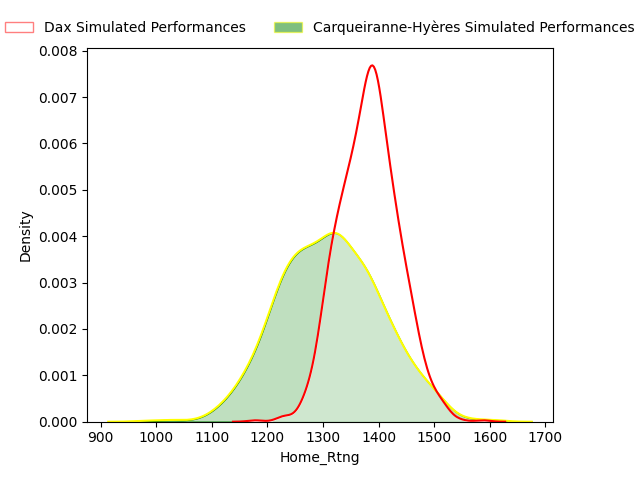 Dax Simulated Performances
Carqueiranne-Hyères Simulated Performances
0.008
0.007
0.006
0.005
0.004
0.003
0.002
0.001
0.000
Density
900 1000 1100 1200 1300 1400 1500 1600 1700
Home_Rtng